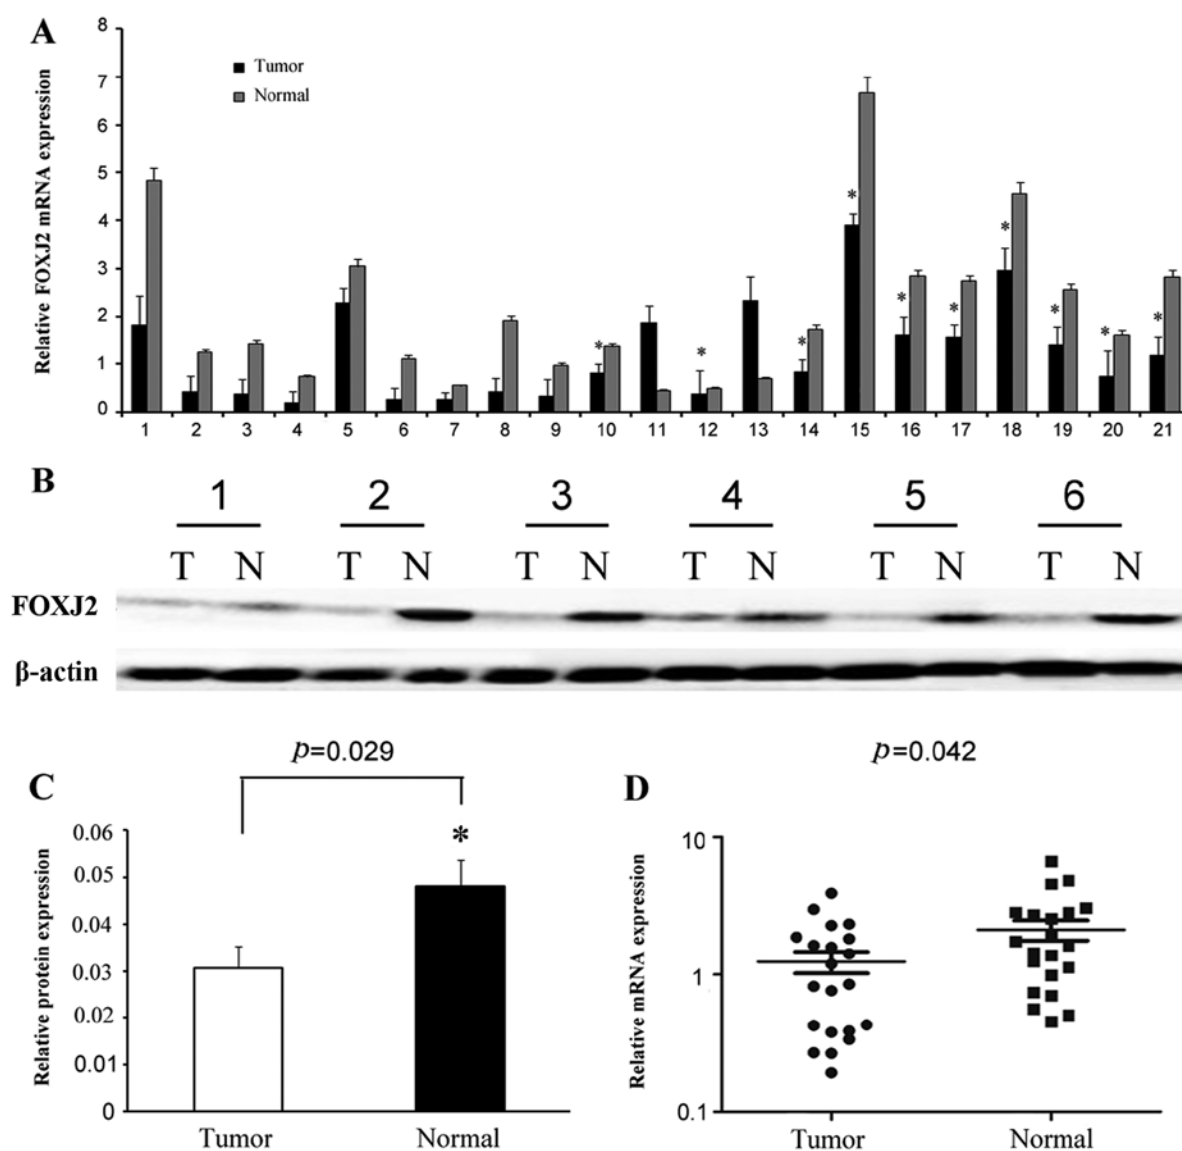 A
Relative FOXJ2 mRNA expression
8
7
6
5
4
3
2
1
0
Tumor
Normal
* * * * * * * * * *
1 2 3 4 5 6 7 8 9 10 11 12 13 14 15 16 17 18 19 20 21
B
1 2 3 4 5 6
T N T N T N T N T N T N
FOXJ2
β-actin
C
p=0.029
Relative protein expression
0.06
0.05
0.04
0.03
0.02
0.01
0
*
Tumor Normal
D
p=0.042
Relative mRNA expression
10
1
0.1
Tumor Normal